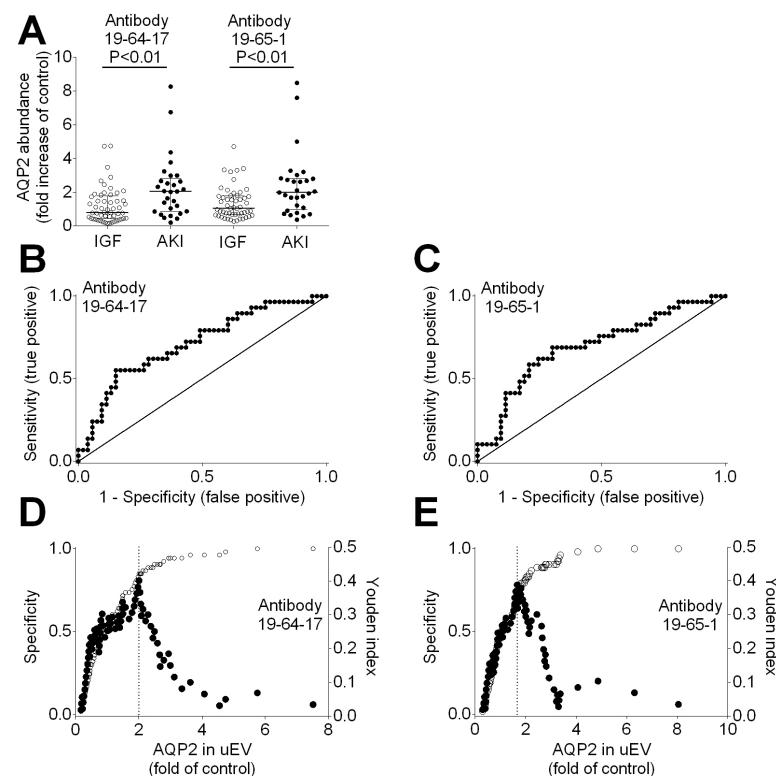 A
Antibody
19-64-17
P<0.01
Antibody
19-65-1
P<0.01
AQP2 abundance
(fold increase of control)
10
8
6
4
2
0
IGF
AKI
IGF
AKI
B
Antibody
19-64-17
Sensitivity (true positive)
1.0
0.5
0.0
0.0
0.5
1.0
1 - Specificity (false positive)
C
Antibody
19-65-1
Sensitivity (true positive)
1.0
0.5
0.0
0.0
0.5
1.0
1 - Specificity (false positive)
D
Specificity
1.0
0.5
0.0
0.5
0.4
0.3
0.2
0.1
0.0
Youden index
Antibody
19-64-17
0
2
4
6
8
AQP2 in uEV
(fold of control)
E
Specificity
1.0
0.5
0.0
0.5
0.4
0.3
0.2
0.1
0.0
Youden index
Antibody
19-65-1
0
2
4
6
8
10
AQP2 in uEV
(fold of control)